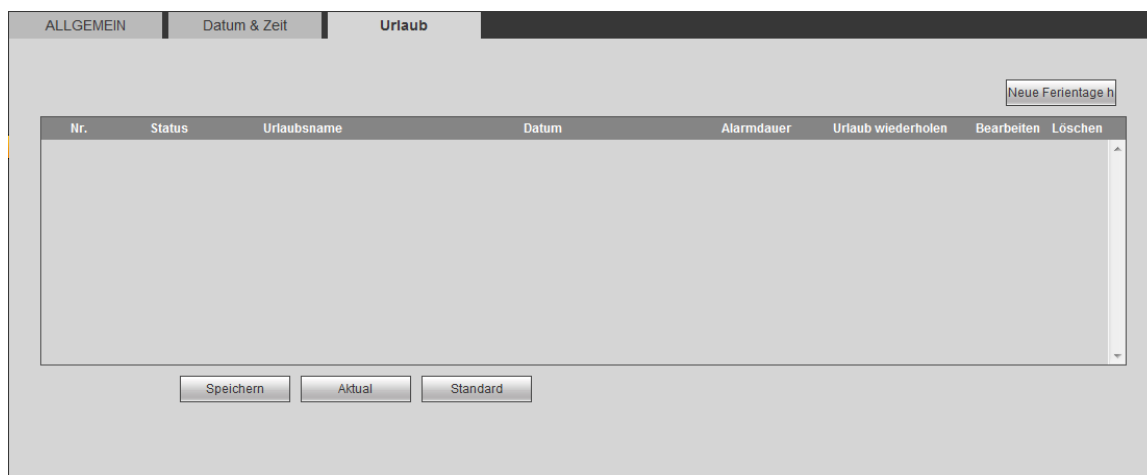 ALLGEMEIN Datum & Zeit Urlaub
Neue Ferientage h
Nr. Status Urlaubsname Datum Alarmdauer Urlaub wiederholen Bearbeiten Löschen
Speichern Aktual Standard